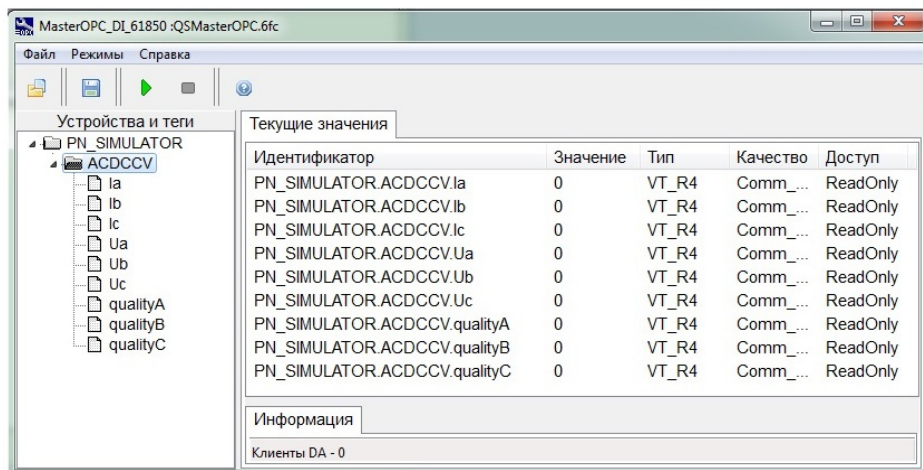 MasterOPC_DI_61850 :QSMasterOPC.6fc
Файл Режимы Справка
Устройства и теги
PN_SIMULATOR
ACDCCV
Ia
Ib
Ic
Ua
Ub
Uc
qualityA
qualityB
qualityC
Текущие значения
Идентификатор Значение Тип Качество Доступ
PN_SIMULATOR.ACDCCV.Ia 0 VT_R4 Comm_... ReadOnly
PN_SIMULATOR.ACDCCV.Ib 0 VT_R4 Comm_... ReadOnly
PN_SIMULATOR.ACDCCV.Ic 0 VT_R4 Comm_... ReadOnly
PN_SIMULATOR.ACDCCV.Ua 0 VT_R4 Comm_... ReadOnly
PN_SIMULATOR.ACDCCV.Ub 0 VT_R4 Comm_... ReadOnly
PN_SIMULATOR.ACDCCV.Uc 0 VT_R4 Comm_... ReadOnly
PN_SIMULATOR.ACDCCV.qualityA 0 VT_R4 Comm_... ReadOnly
PN_SIMULATOR.ACDCCV.qualityB 0 VT_R4 Comm_... ReadOnly
PN_SIMULATOR.ACDCCV.qualityC 0 VT_R4 Comm_... ReadOnly
Информация
Клиенты DA - 0